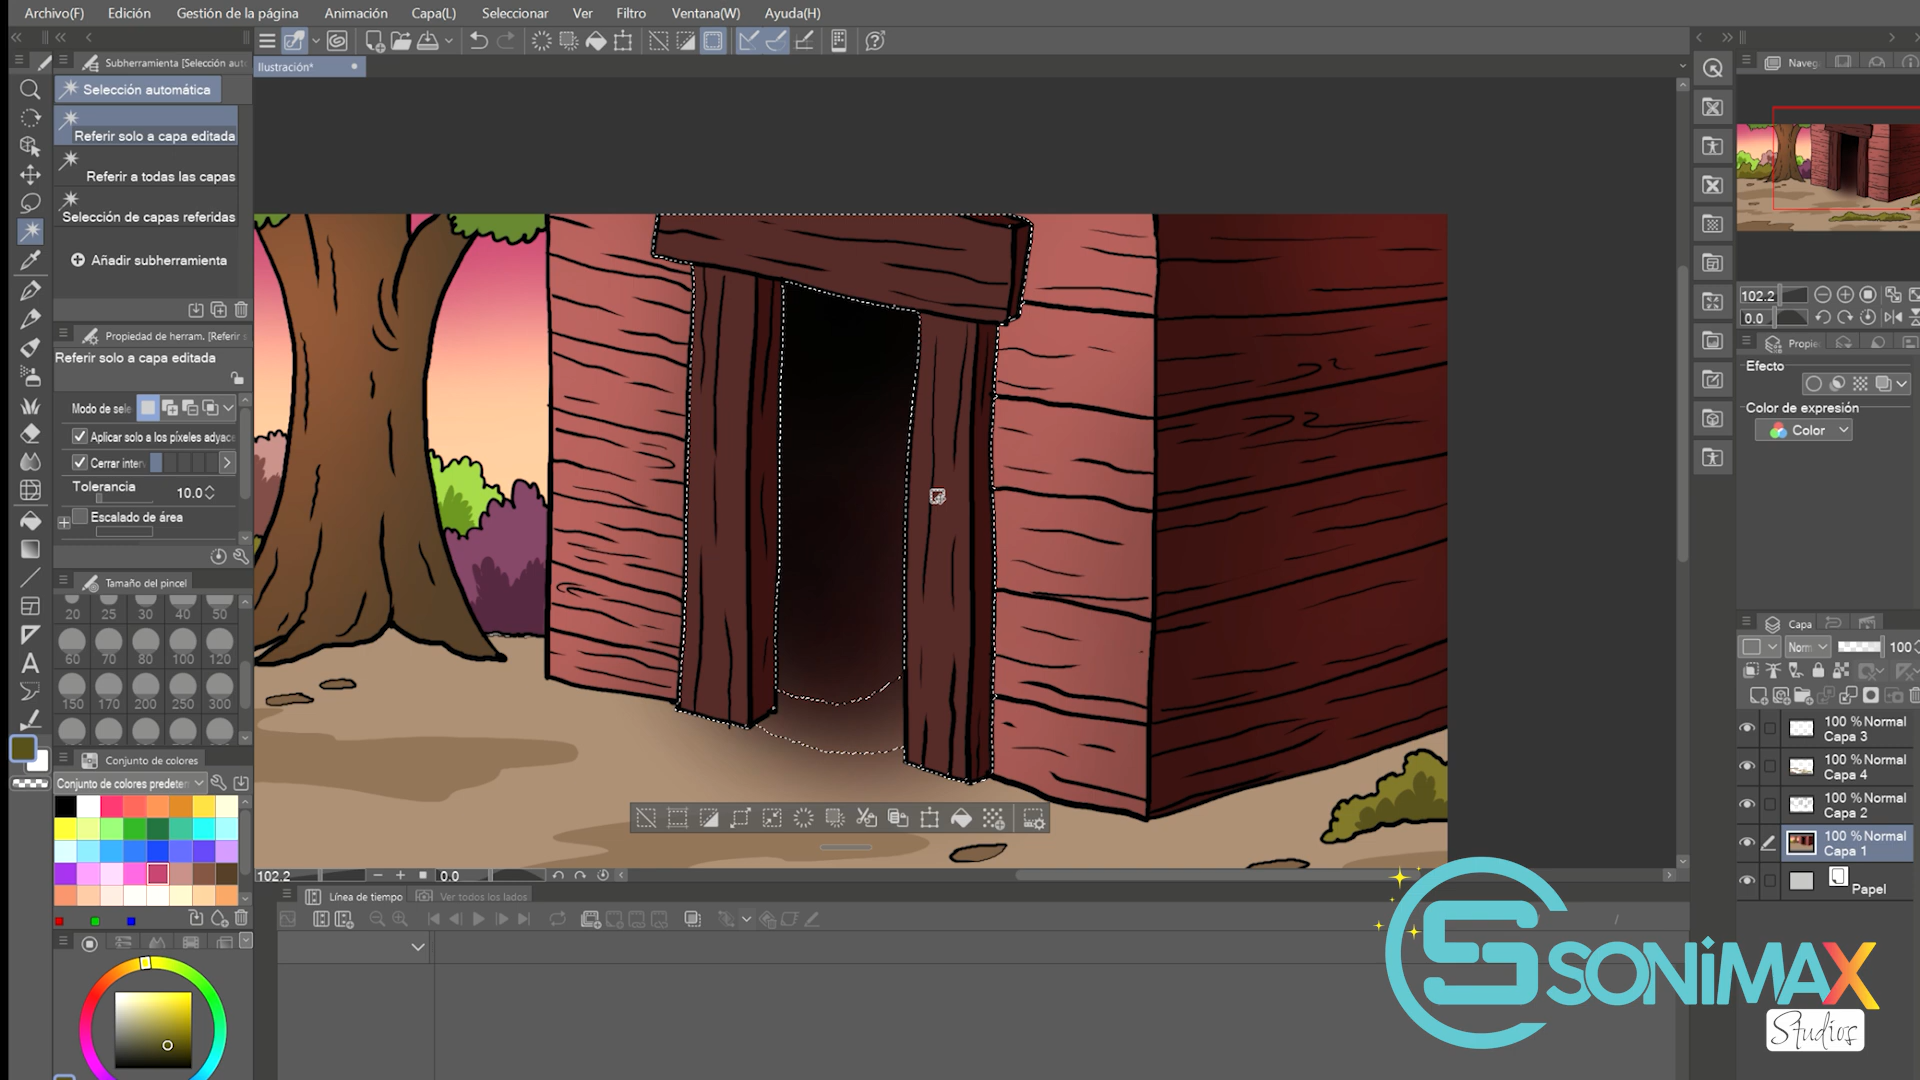 Archivo(F) Edición Gestión de la página Animación Capa(L) Seleccionar Ver Filtro Ventana(W) Ayuda(H)
Subherramienta [Selección aut
Ilustración*
Naveg
Selección automática
Referir solo a capa editada
Referir a todas las capas
Selección de capas referidas
Añadir subherramienta
102.2
0.0
Propiedad de herram. [Referir s
Referir solo a capa editada
Propie
Efecto
Modo de sele
Color de expresión
Color
Aplicar solo a los píxeles adyace
Cerrar inter
Tolerancia 10.0
Escalado de área
Tamaño del pincel
20 25 30 40 50
60 70 80 100 120
150 170 200 250 300
Capa
Norm 100
100 % Normal
Capa 3
100 % Normal
Capa 4
100 % Normal
Capa 2
100 % Normal
Capa 1
Papel
Conjunto de colores
Conjunto de colores predeter
102.2 0.0
Línea de tiempo Ver todos los lados
/
SONiMAX
Studios